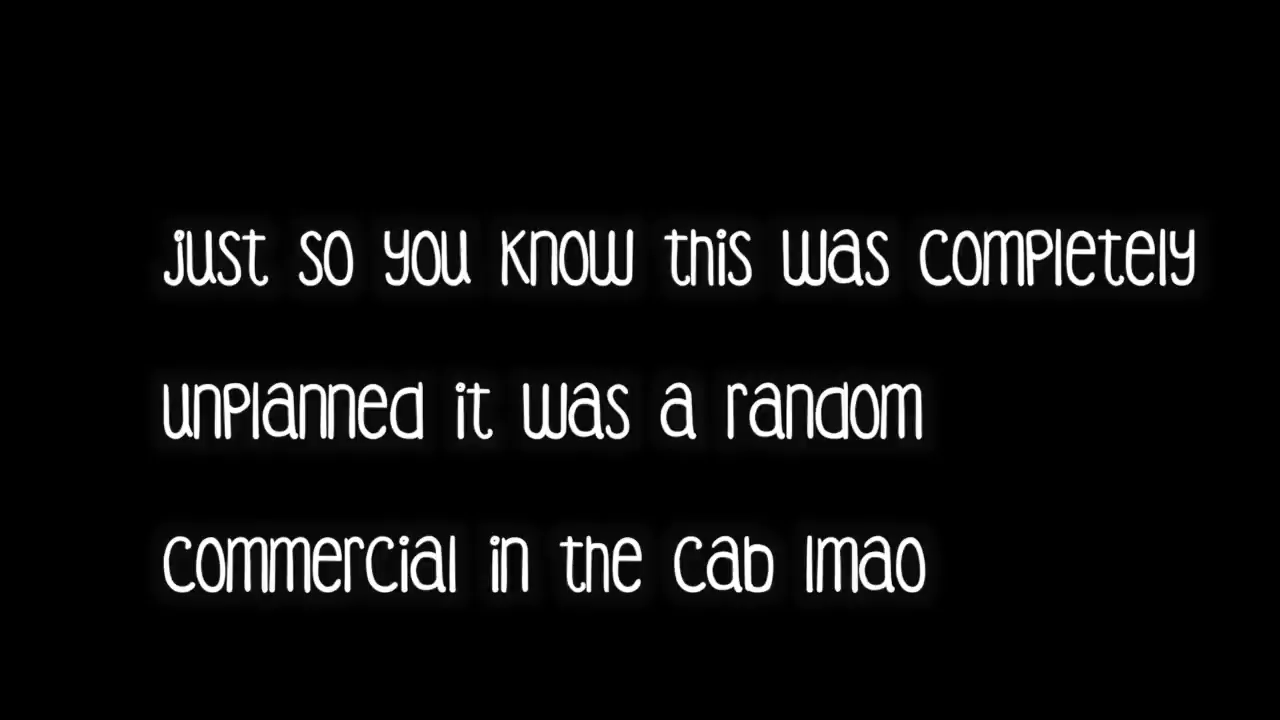 just so you know this was completely
unplanned it was a random
commercial in the cab lmao